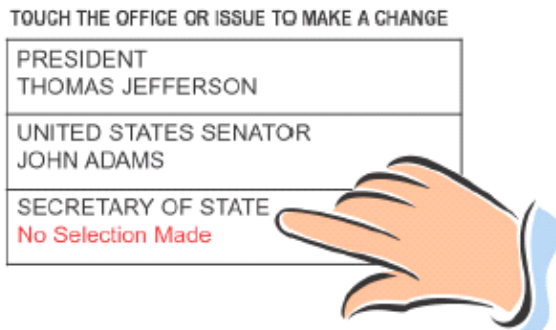 TOUCH THE OFFICE OR ISSUE TO MAKE A CHANGE
PRESIDENT
THOMAS JEFFERSON
UNITED STATES SENATOR
JOHN ADAMS
SECRETARY OF STATE
No Selection Made